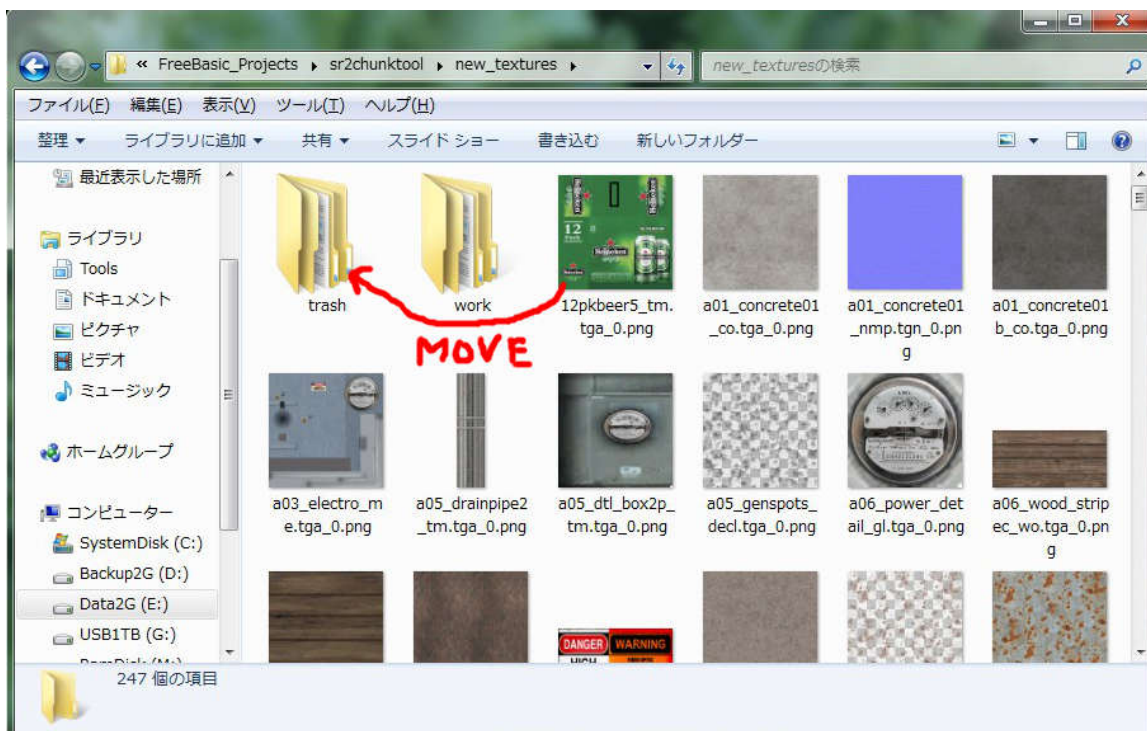 « FreeBasic_Projects ▸ sr2chunktool ▸ new_textures ▸
new_texturesの検索
ファイル(F) 編集(E) 表示(V) ツール(T) ヘルプ(H)
整理 ライブラリに追加 共有 スライド ショー 書き込む 新しいフォルダー
最近表示した場所
ライブラリ
Tools
ドキュメント
ピクチャ
ビデオ
ミュージック
ホームグループ
コンピューター
SystemDisk (C:)
Backup2G (D:)
Data2G (E:)
USB1TB (G:)
12
Heineken
trash
work
12pkbeer5_tm.
tga_0.png
a01_concrete01
_co.tga_0.png
a01_concrete01
_nmp.tgn_0.pn
g
a01_concrete01
b_co.tga_0.png
MOVE
a03_electro_m
e.tga_0.png
a05_drainpipe2
_tm.tga_0.png
a05_dtl_box2p_
tm.tga_0.png
a05_genspots_
decl.tga_0.png
a06_power_det
ail_gl.tga_0.png
a06_wood_strip
ec_wo.tga_0.pn
g
DANGER WARNING
247 個の項目